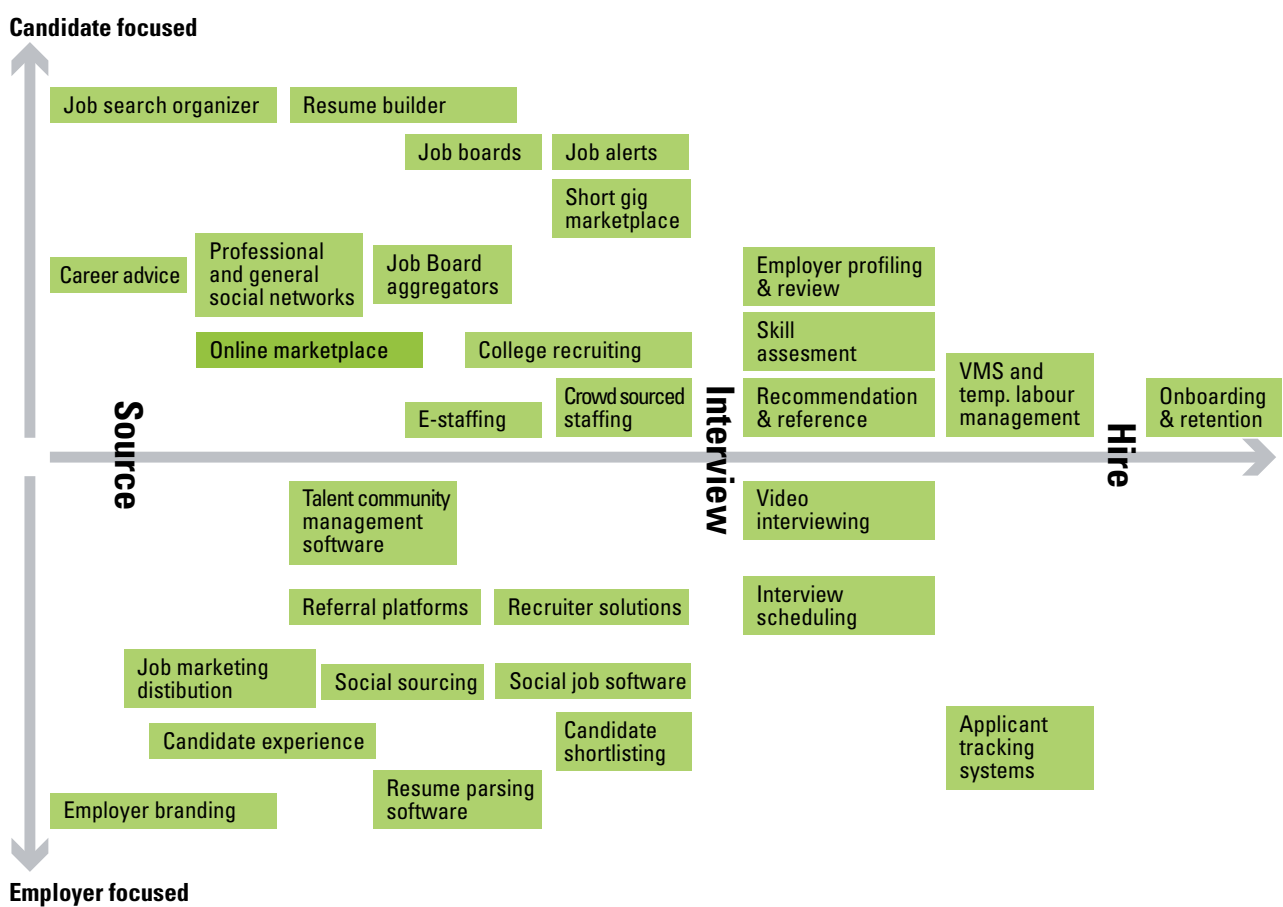 Candidate focused
Job search organizer
Resume builder
Job boards
Job alerts
Short gig
marketplace
Career advice
Professional
and general
social networks
Job Board
aggregators
Employer profiling
& review
Online marketplace
College recruiting
Skill
assesment
E-staffing
Crowd sourced
staffing
Recommendation
& reference
VMS and
temp. labour
management
Onboarding
& retention
Source
Interview
Hire
Talent community
management
software
Video
interviewing
Referral platforms
Recruiter solutions
Interview
scheduling
Job marketing
distibution
Social sourcing
Social job software
Candidate experience
Candidate
shortlisting
Applicant
tracking
systems
Employer branding
Resume parsing
software
Employer focused